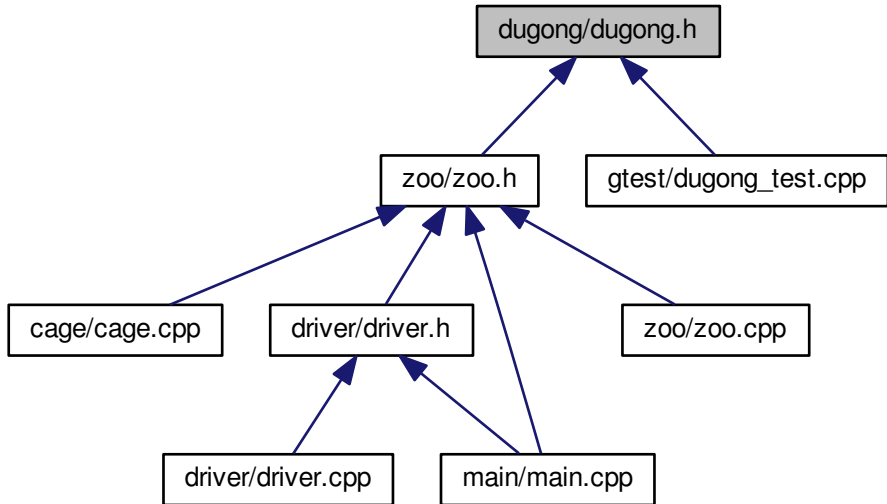 dugong/dugong.h
zoo/zoo.h
gtest/dugong_test.cpp
cage/cage.cpp
driver/driver.h
zoo/zoo.cpp
driver/driver.cpp
main/main.cpp